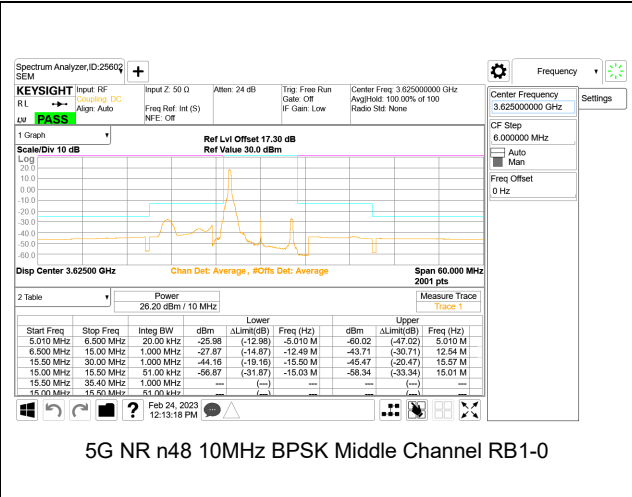 Spectrum Analyzer,ID:25602
SEM
+
Frequency
KEYSIGHT Input: RF Input Z: 50 Ω Atten: 24 dB Trig: Free Run Center Freq: 3.625000000 GHz
RL Coupling: DC Gate: Off Avg|Hold: 100.00% of 100
Align: Auto Freq Ref: Int (S) IF Gain: Low Radio Std: None
PASS NFE: Off
Center Frequency
3.625000000 GHz
Settings
CF Step
6.000000 MHz
Auto
Man
Freq Offset
0 Hz
1 Graph
Ref Lvl Offset 17.30 dB
Scale/Div 10 dB Ref Value 30.0 dBm
Log
20.0
10.0
0.00
-10.0
-20.0
-30.0
-40.0
-50.0
-60.0
Disp Center 3.62500 GHz Chan Det: Average , #Offs Det: Average Span 60.000 MHz
2001 pts
2 Table Power Measure Trace
26.20 dBm / 10 MHz Trace 1
Lower Upper
Start Freq Stop Freq Integ BW dBm ΔLimit(dB) Freq (Hz) dBm ΔLimit(dB) Freq (Hz)
5.010 MHz 6.500 MHz 20.00 kHz -25.98 (-12.98) -5.010 M -60.02 (-47.02) 5.010 M
6.500 MHz 15.00 MHz 1.000 MHz -27.87 (-14.87) -12.49 M -43.71 (-30.71) 12.54 M
15.50 MHz 30.00 MHz 1.000 MHz -44.16 (-19.16) -15.50 M -45.47 (-20.47) 15.57 M
15.00 MHz 15.50 MHz 51.00 kHz -56.87 (-31.87) -15.03 M -58.34 (-33.34) 15.01 M
15.50 MHz 35.40 MHz 1.000 MHz --- (---) --- --- (---) ---
15.00 MHz 15.50 MHz 51.00 kHz --- (---) --- --- (---) ---
? Feb 24, 2023
12:13:18 PM
5G NR n48 10MHz BPSK Middle Channel RB1-0